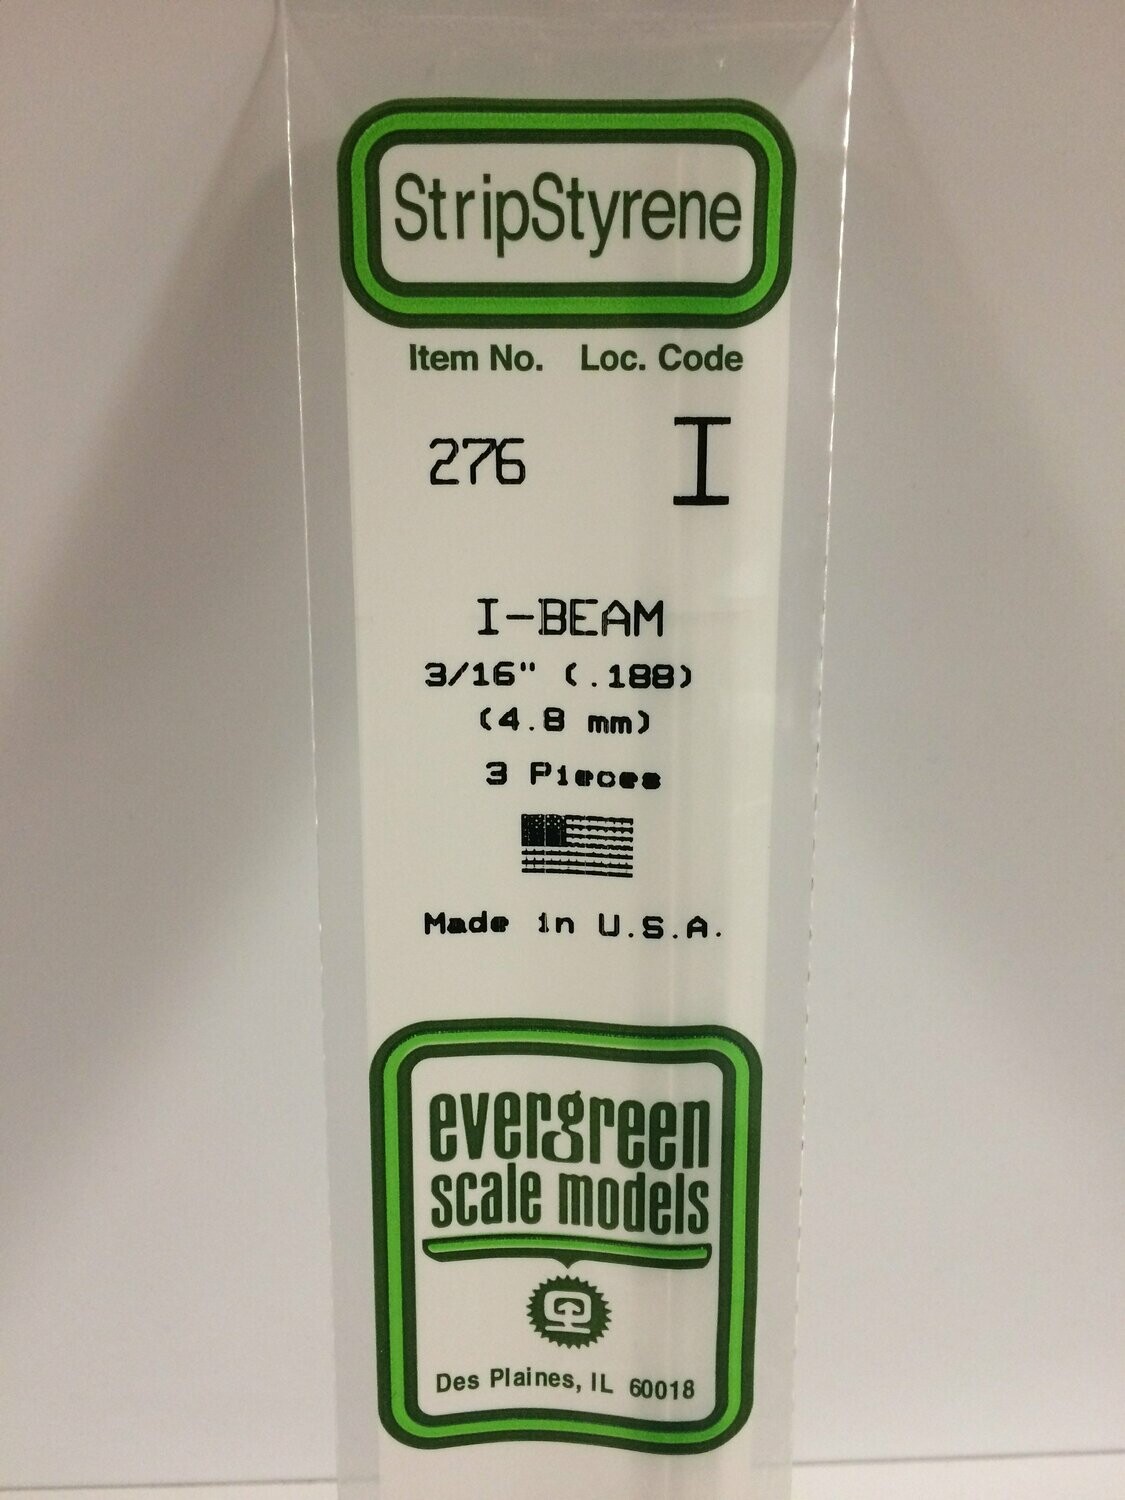 StripStyrene
Item No. Loc. Code
276 I
I-BEAM
3/16" (.188)
(4.8 mm)
3 Pieces
Made in U.S.A.
evergreen
scale models
Des Plaines, IL 60018